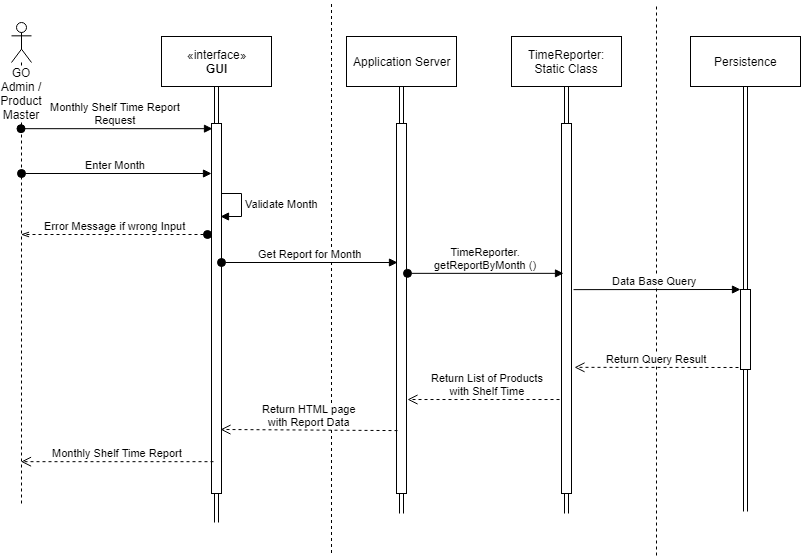 «interface»
GUI
Application Server
TimeReporter:
Static Class
Persistence
GO
Admin /
Product
Master
Monthly Shelf Time Report
Request
Enter Month
Validate Month
Error Message if wrong Input
Get Report for Month
TimeReporter.
getReportByMonth ()
Data Base Query
Return Query Result
Return List of Products
with Shelf Time
Return HTML page
with Report Data
Monthly Shelf Time Report